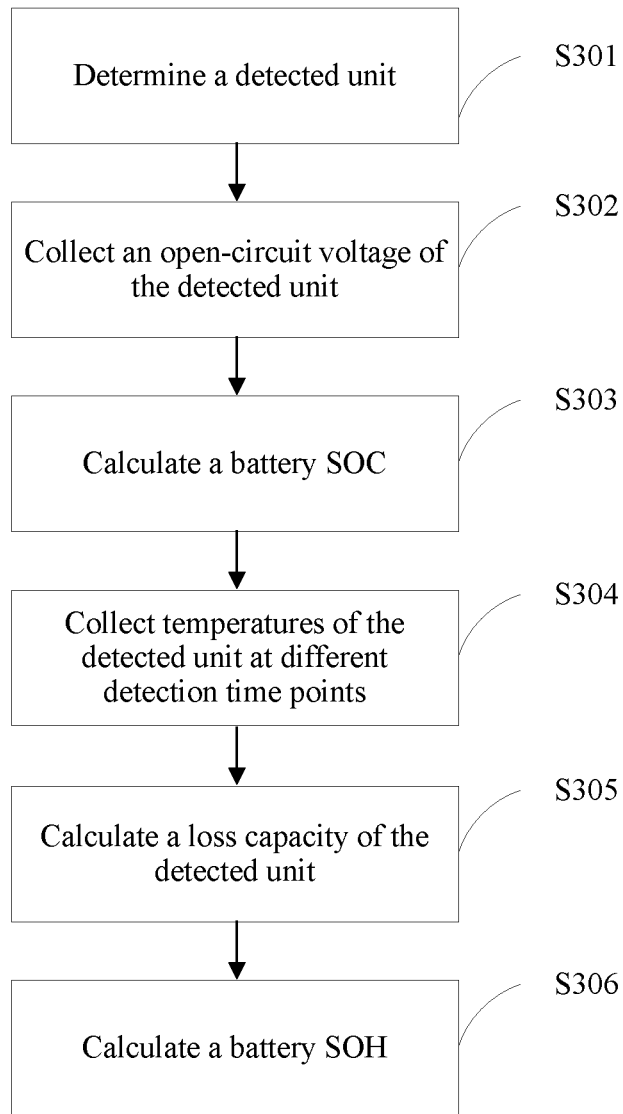 Determine a detected unit
S301
Collect an open-circuit voltage of
the detected unit
S302
Calculate a battery SOC
S303
Collect temperatures of the
detected unit at different
detection time points
S304
Calculate a loss capacity of the
detected unit
S305
Calculate a battery SOH
S306